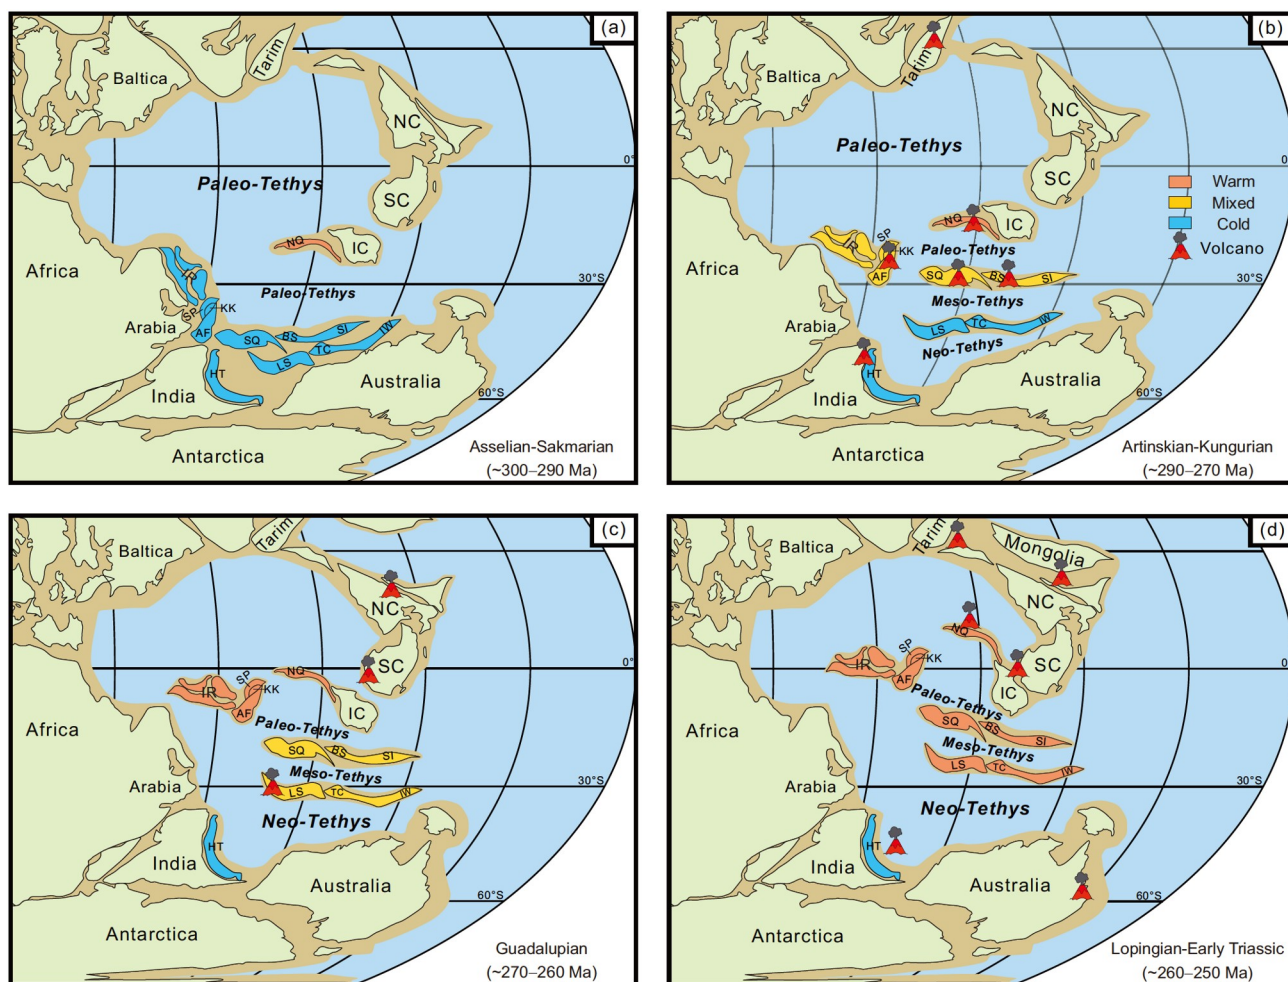 (a)
Baltica
Tarim
NC
0°
Paleo-Tethys
SC
NQ
IC
Africa
IR
30°S
Paleo-Tethys
SP
KK
Arabia
AF
SQ
BS
SI
IW
TC
LS
HT
India
Australia
60°S
Antarctica
Asselian-Sakmarian
(~300–290 Ma)
(b)
Baltica
Tarim
NC
Paleo-Tethys
0°
SC
Warm
Mixed
Cold
Volcano
NQ
IC
SP
IR
KK
Paleo-Tethys
Africa
AF
SQ
BS
SI
30°S
Meso-Tethys
Arabia
LS
TC
IW
Neo-Tethys
HT
India
Australia
60°S
Antarctica
Artinskian-Kungurian
(~290–270 Ma)
(c)
Baltica
Tarim
NC
SC
0°
NQ
SP
KK
IR
AF
IC
Africa
Paleo-Tethys
SQ
BS
SI
Meso-Tethys
Arabia
LS
TC
IW
30°S
Neo-Tethys
HT
India
Australia
60°S
Antarctica
Guadalupian
(~270–260 Ma)
(d)
Baltica
Tarim
Mongolia
NC
NQ
SC
0°
SP
KK
IR
AF
IC
Africa
Paleo-Tethys
SQ
BS
SI
Meso-Tethys
LS
TC
IW
Arabia
30°S
Neo-Tethys
HT
India
Australia
60°S
Antarctica
Lopingian-Early Triassic
(~260–250 Ma)